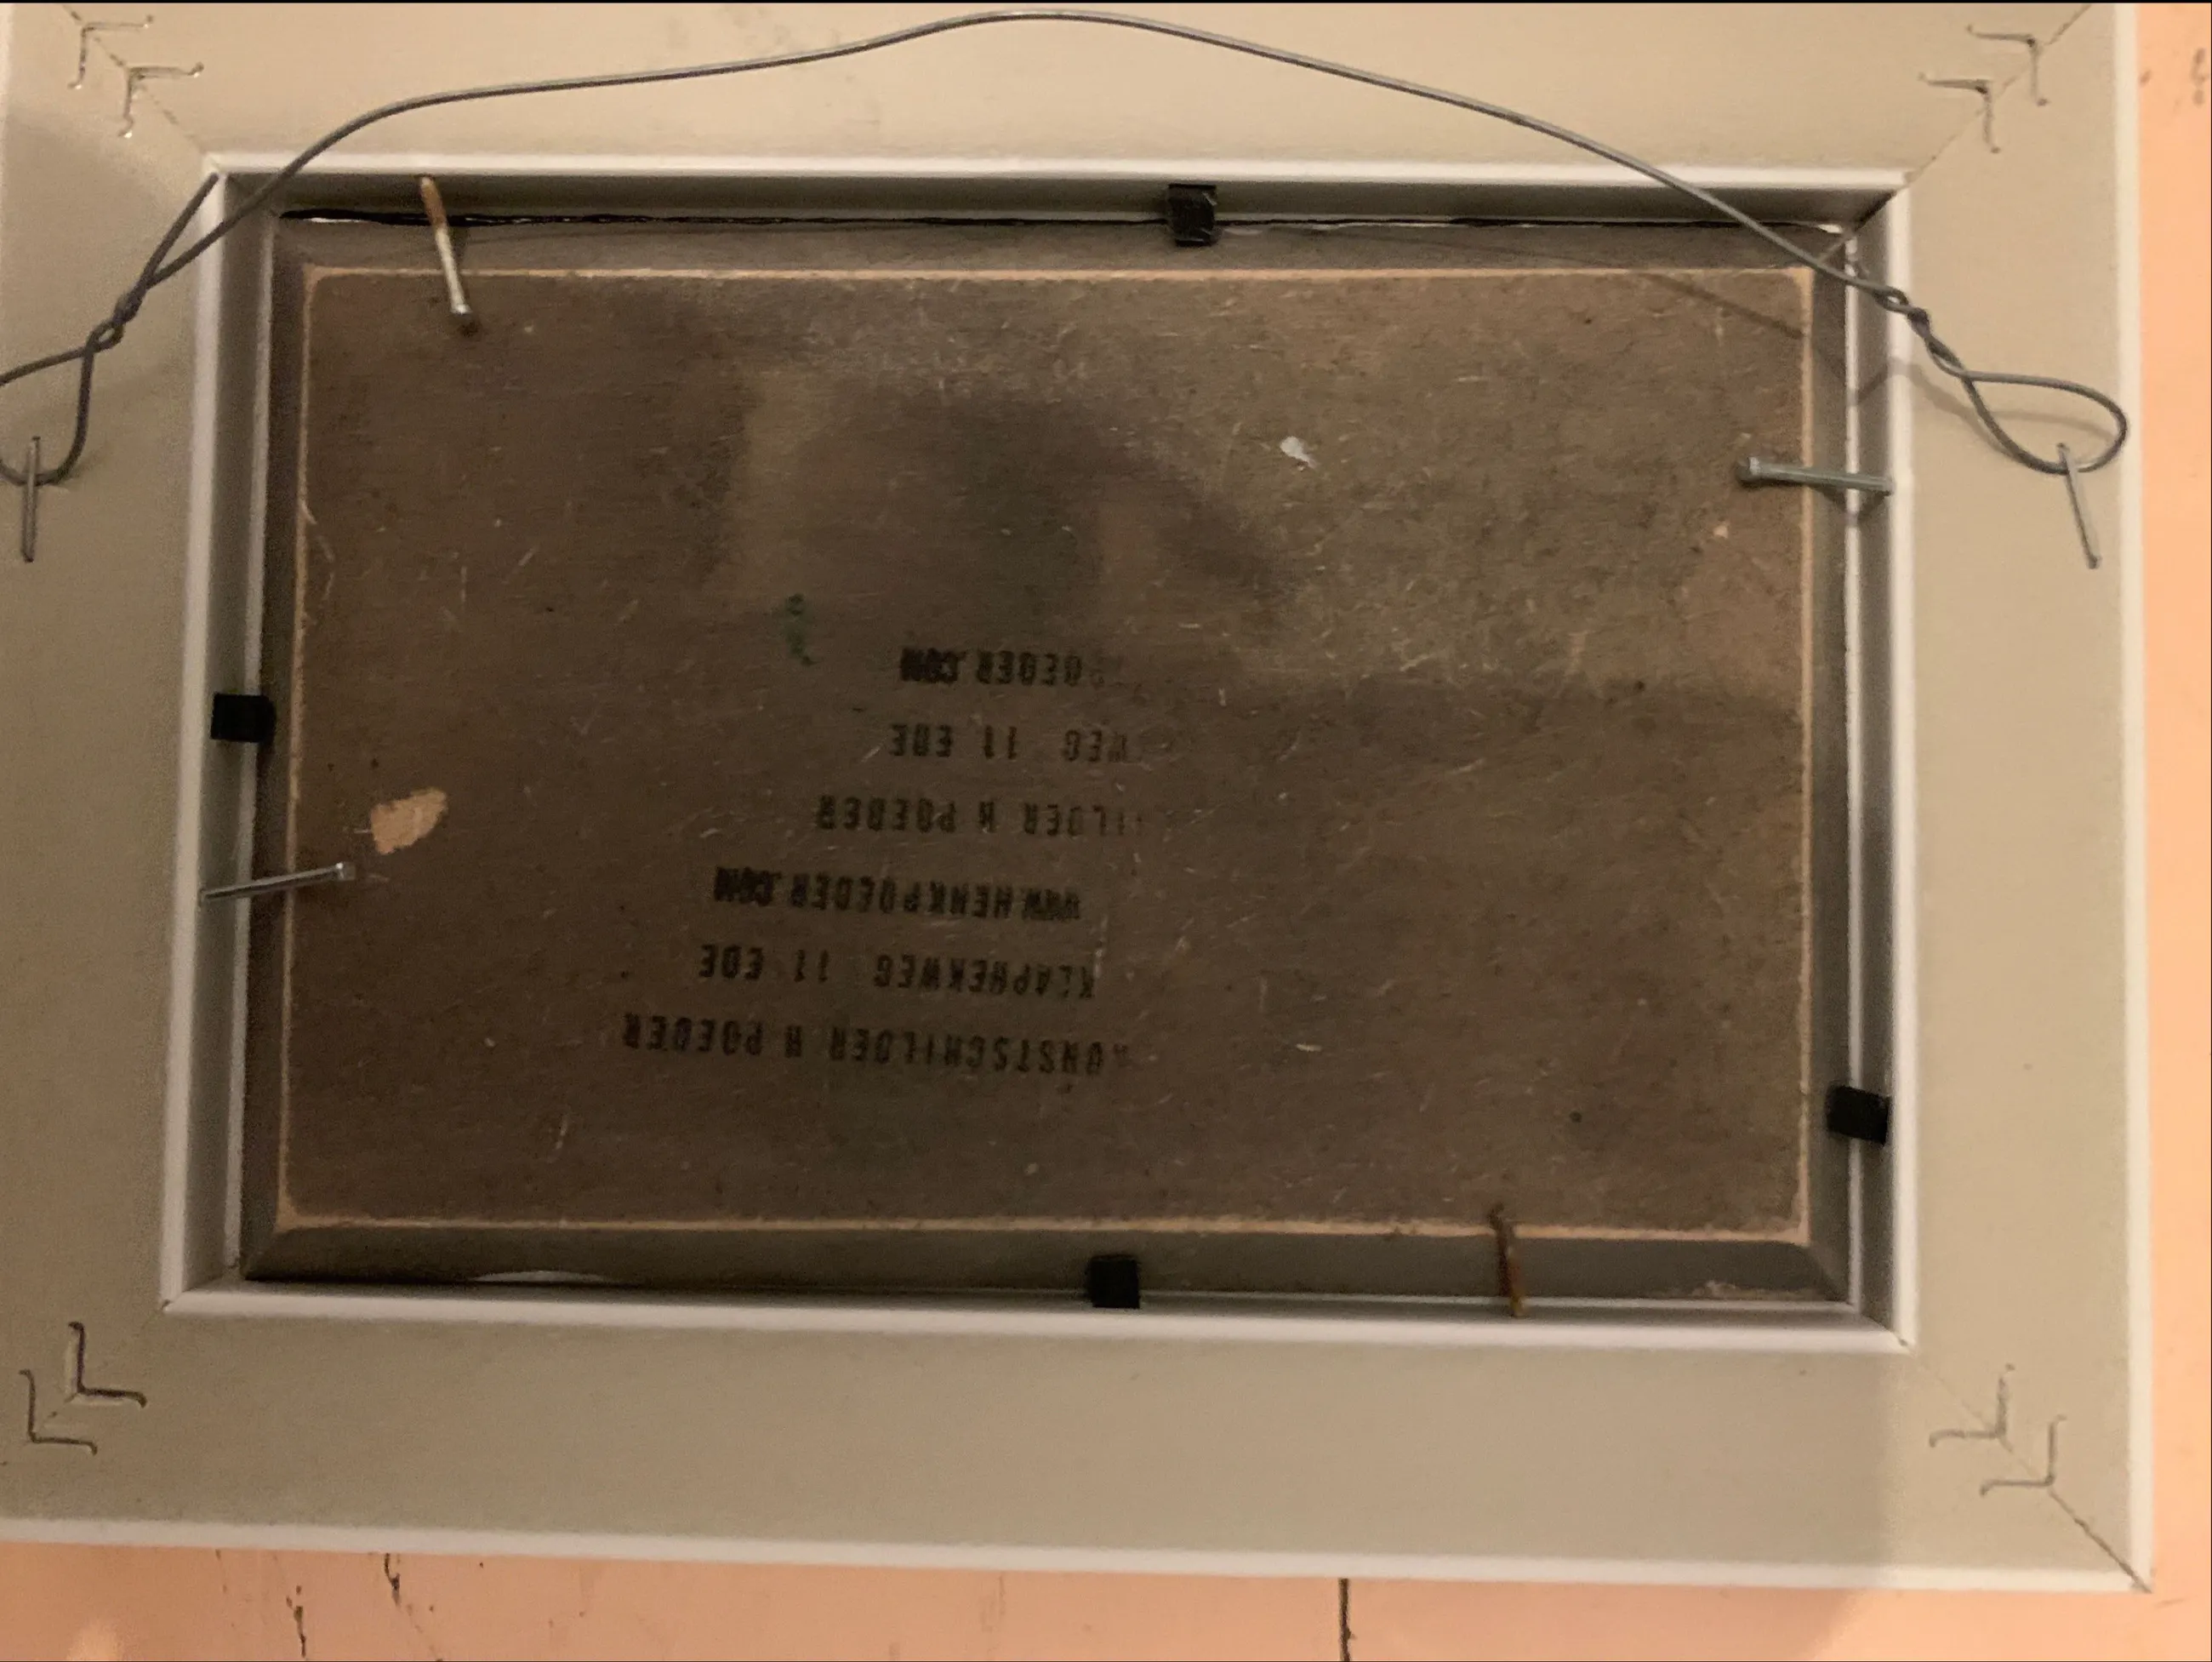 KUNSTSCHILDER H POEDER
KLAPHEKWEG 11 EDE
WWW.HENKPOEDER.COM
ILDER H POEDER
WEG 11 EDE
POEDER.COM